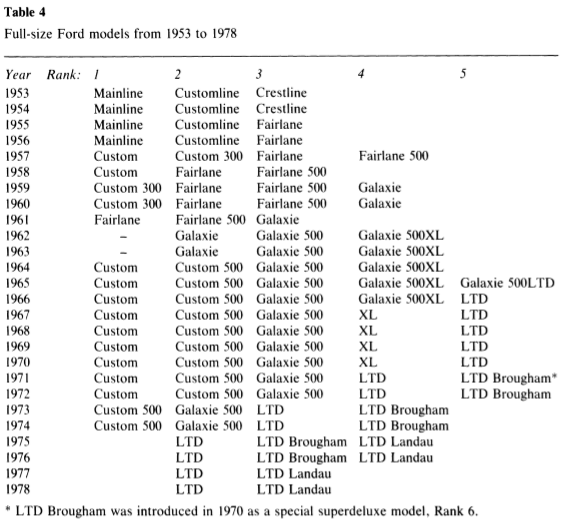 Table 4
Full-size Ford models from 1953 to 1978
Year Rank: 1 2 3 4 5
1953 Mainline Customline Crestline
1954 Mainline Customline Crestline
1955 Mainline Customline Fairlane
1956 Mainline Customline Fairlane
1957 Custom Custom 300 Fairlane Fairlane 500
1958 Custom Fairlane Fairlane 500
1959 Custom 300 Fairlane Fairlane 500 Galaxie
1960 Custom 300 Fairlane Fairlane 500 Galaxie
1961 Fairlane Fairlane 500 Galaxie
1962 – Galaxie Galaxie 500 Galaxie 500XL
1963 – Galaxie Galaxie 500 Galaxie 500XL
1964 Custom Custom 500 Galaxie 500 Galaxie 500XL
1965 Custom Custom 500 Galaxie 500 Galaxie 500XL Galaxie 500LTD
1966 Custom Custom 500 Galaxie 500 Galaxie 500XL LTD
1967 Custom Custom 500 Galaxie 500 XL LTD
1968 Custom Custom 500 Galaxie 500 XL LTD
1969 Custom Custom 500 Galaxie 500 XL LTD
1970 Custom Custom 500 Galaxie 500 XL LTD
1971 Custom Custom 500 Galaxie 500 LTD LTD Brougham*
1972 Custom Custom 500 Galaxie 500 LTD LTD Brougham
1973 Custom 500 Galaxie 500 LTD LTD Brougham
1974 Custom 500 Galaxie 500 LTD LTD Brougham
1975 LTD LTD Brougham LTD Landau
1976 LTD LTD Brougham LTD Landau
1977 LTD LTD Landau
1978 LTD LTD Landau
* LTD Brougham was introduced in 1970 as a special superdeluxe model, Rank 6.